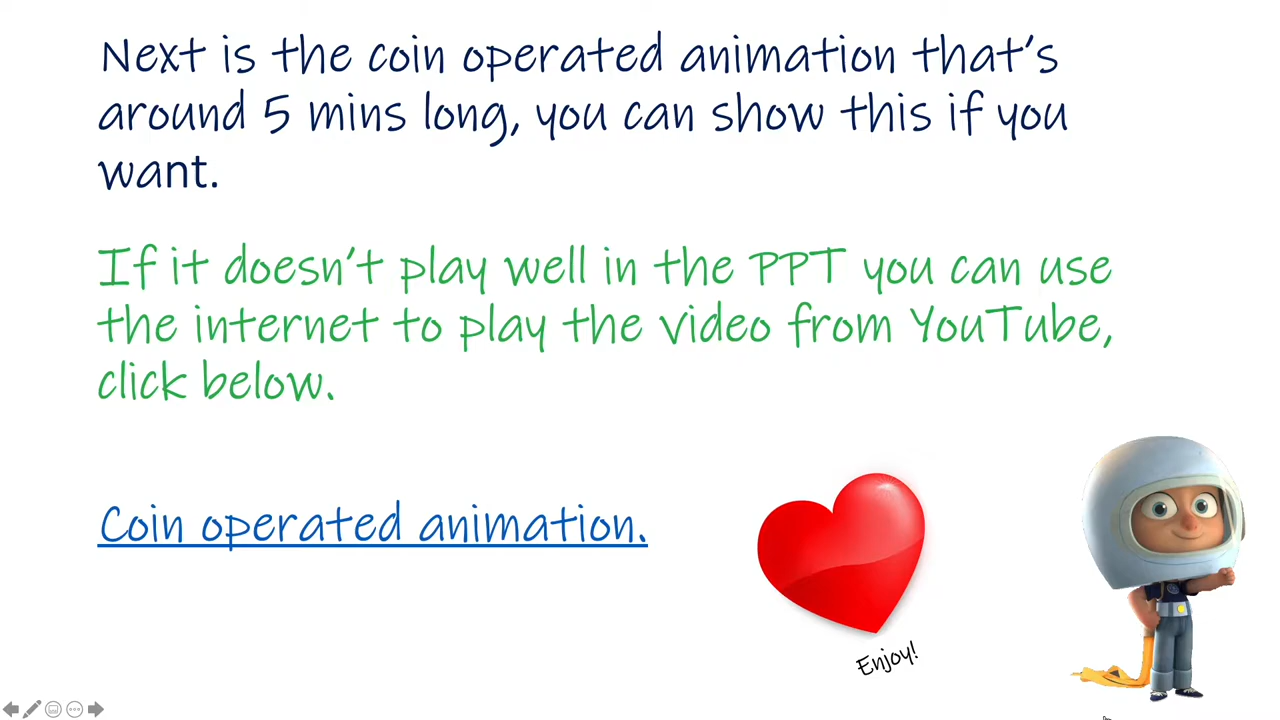 Next is the coin operated animation that's
around 5 mins long, you can show this if you
want.
If it doesn't play well in the PPT you can use
the internet to play the video from YouTube,
click below.
Coin operated animation.
Enjoy!